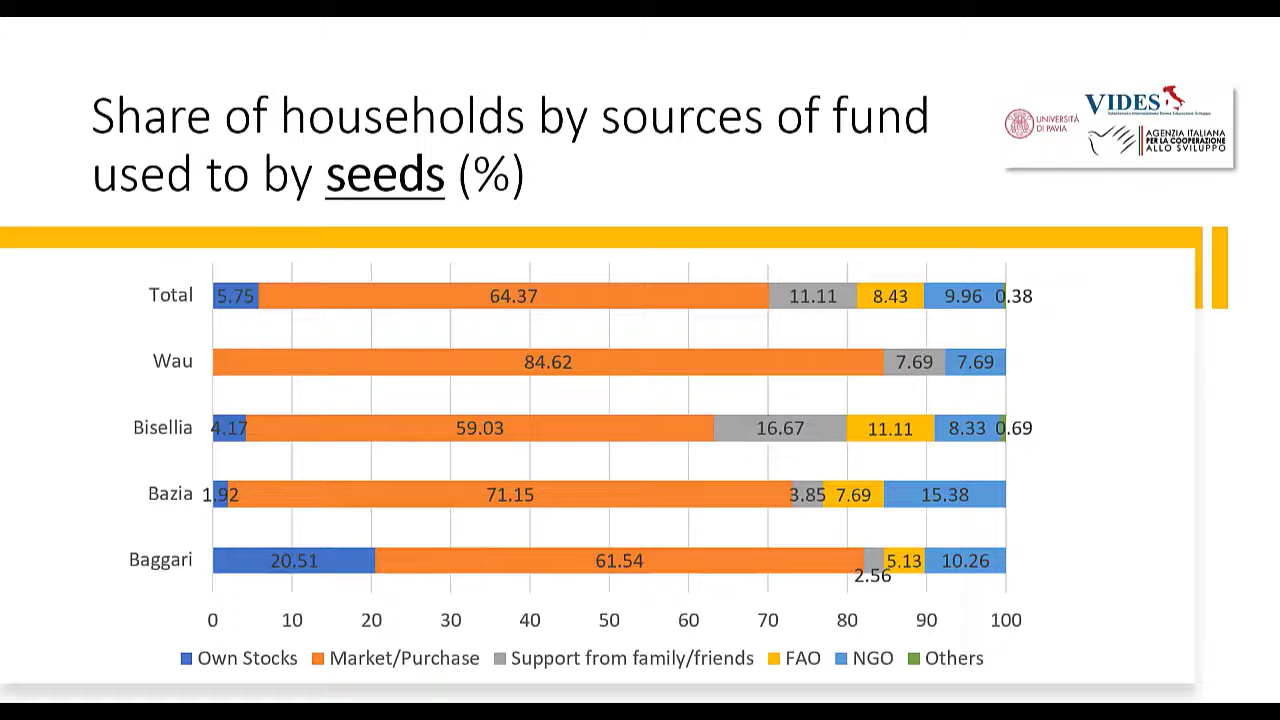 Share of households by sources of fund
used to by seeds (%)
UNIVERSITÀ
DI PAVIA
VIDES
AGENZIA ITALIANA
PER LA COOPERAZIONE
ALLO SVILUPPO
Total 5.75 64.37 11.11 8.43 9.96 0.38
Wau 84.62 7.69 7.69
Bisellia 4.17 59.03 16.67 11.11 8.33 0.69
Bazia 1.92 71.15 3.85 7.69 15.38
Baggari 20.51 61.54 2.56 5.13 10.26
0 10 20 30 40 50 60 70 80 90 100
Own Stocks Market/Purchase Support from family/friends FAO NGO Others